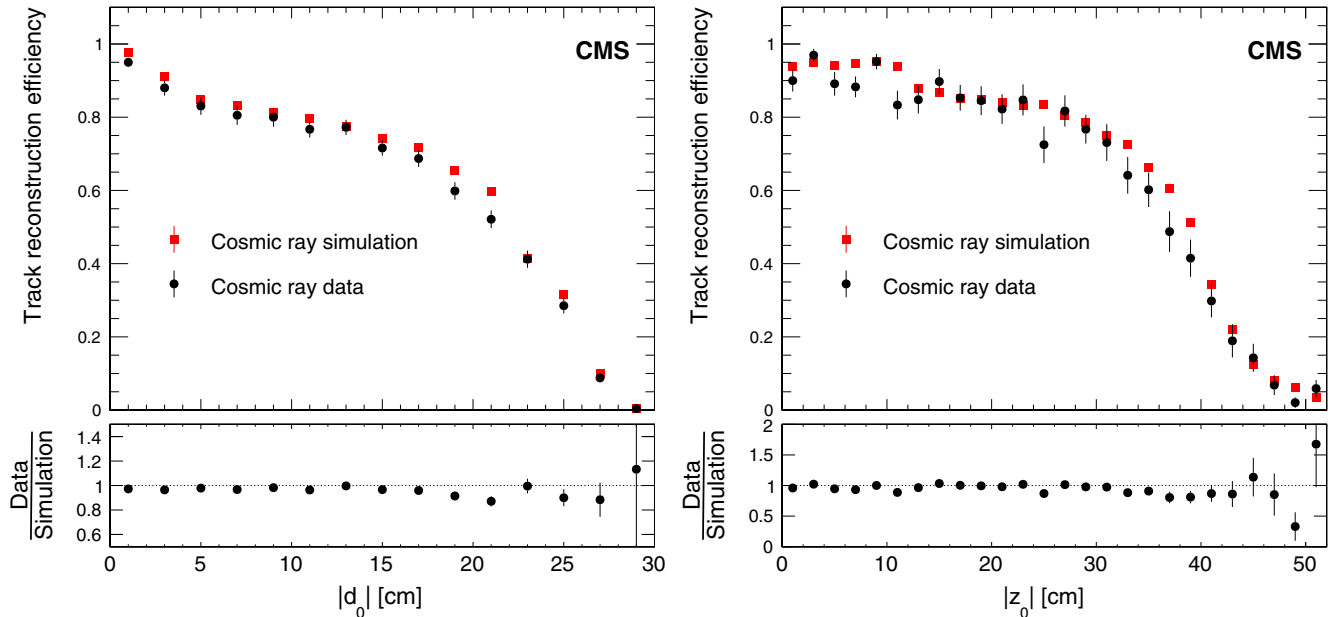 Track reconstruction efficiency
1
0.8
0.6
0.4
0.2
0
CMS
Cosmic ray simulation
Cosmic ray data
Data
Simulation
1.4
1.2
1
0.8
0.6
0 5 10 15 20 25 30
|d0| [cm]
Track reconstruction efficiency
1
0.8
0.6
0.4
0.2
0
CMS
Cosmic ray simulation
Cosmic ray data
Data
Simulation
2
1.5
1
0.5
0
0 10 20 30 40 50
|z0| [cm]